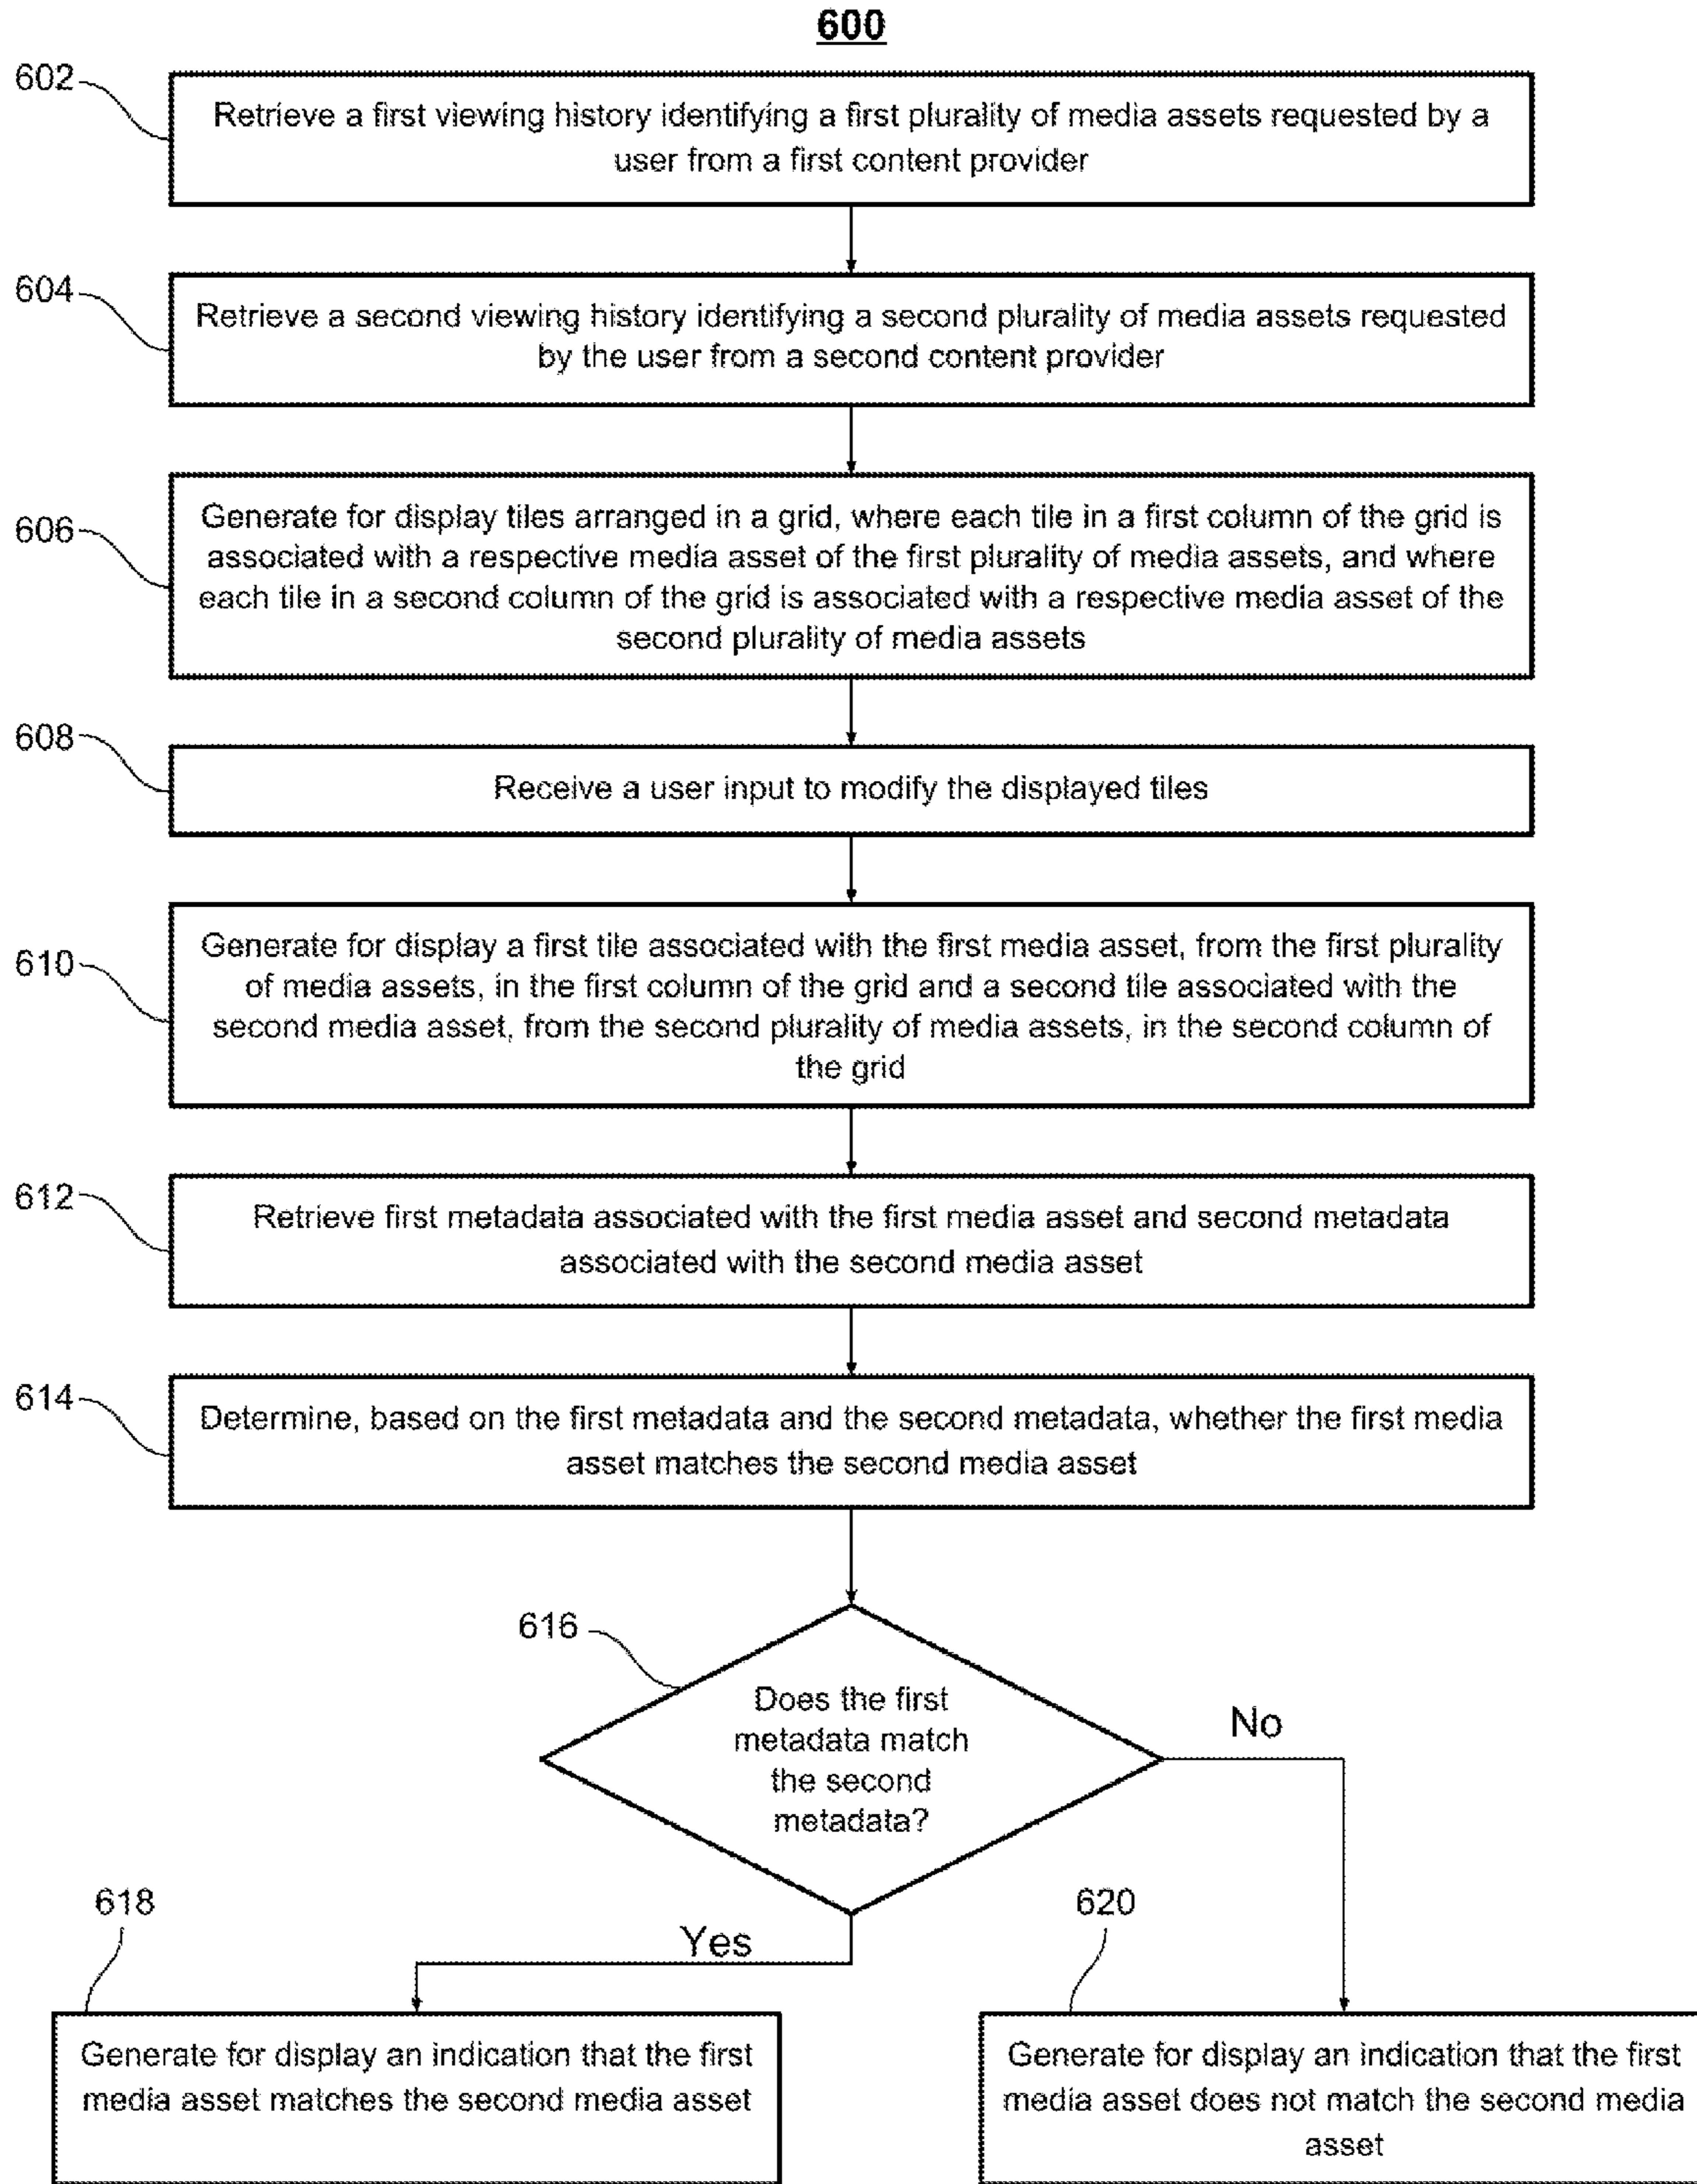 600
602
Retrieve a first viewing history identifying a first plurality of media assets requested by a
user from a first content provider
604
Retrieve a second viewing history identifying a second plurality of media assets requested
by the user from a second content provider
606
Generate for display tiles arranged in a grid, where each tile in a first column of the grid is
associated with a respective media asset of the first plurality of media assets, and where
each tile in a second column of the grid is associated with a respective media asset of the
second plurality of media assets
608
Receive a user input to modify the displayed tiles
610
Generate for display a first tile associated with the first media asset, from the first plurality
of media assets, in the first column of the grid and a second tile associated with the
second media asset, from the second plurality of media assets, in the second column of
the grid
612
Retrieve first metadata associated with the first media asset and second metadata
associated with the second media asset
614
Determine, based on the first metadata and the second metadata, whether the first media
asset matches the second media asset
616
Does the first
metadata match
the second
metadata?
No
Yes
618
Generate for display an indication that the first
media asset matches the second media asset
620
Generate for display an indication that the first
media asset does not match the second media
asset